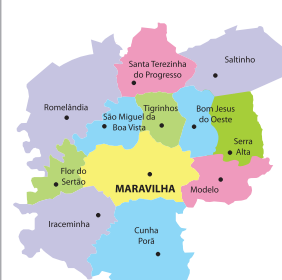 Saltinho
Santa Terezinha
do Progresso
Romelândia
Tigrinhos
São Miguel da
Boa Vista
Bom Jesus
do Oeste
Serra
Alta
Flor do
Sertão
MARAVILHA
Modelo
Iraceminha
Cunha
Porã